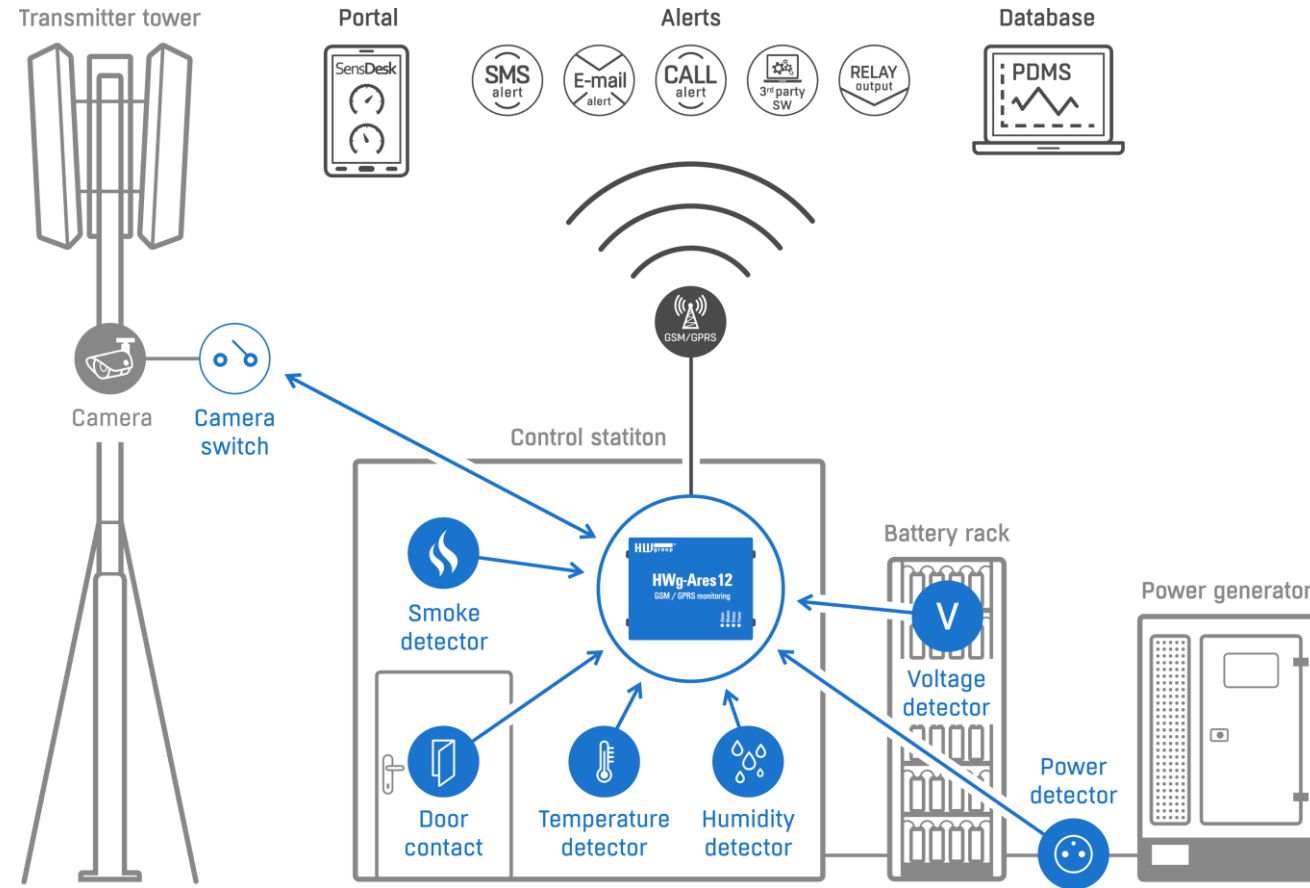 Transmitter tower
Portal
Alerts
Database
SensDesk
SMS
alert
E-mail
alert
CALL
alert
3rd party
SW
RELAY
output
PDMS
GSM/GPRS
Camera
Camera
switch
Control statiton
HWgroup
HWg-Ares12
GSM / GPRS monitoring
Smoke
detector
Battery rack
V
Voltage
detector
Power generator
Door
contact
Temperature
detector
Humidity
detector
Power
detector